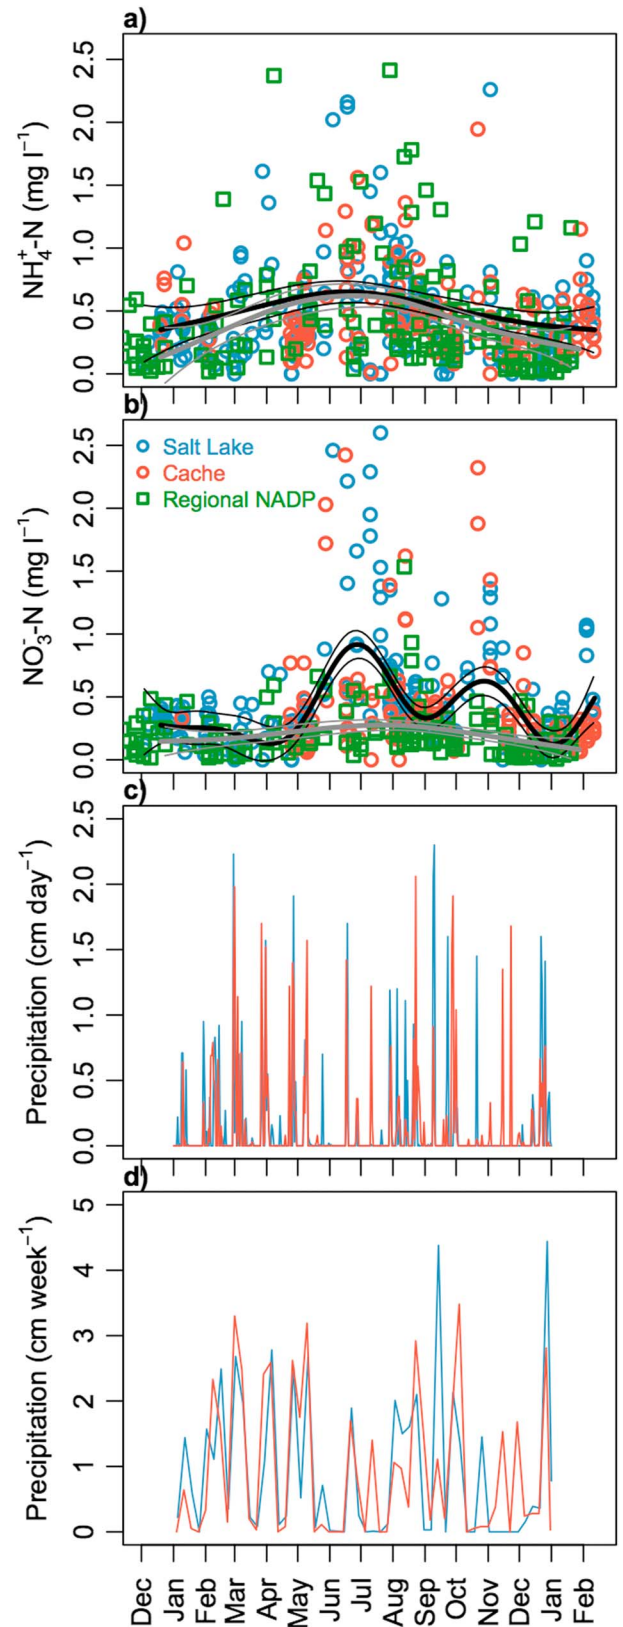 a)
NH₄⁺-N (mg l⁻¹)
2.5
2.0
1.5
1.0
0.5
0.0
b)
NO₃⁻-N (mg l⁻¹)
2.5
2.0
1.5
1.0
0.5
0.0
Salt Lake
Cache
Regional NADP
c)
Precipitation (cm day⁻¹)
2.5
2.0
1.5
1.0
0.5
0.0
d)
Precipitation (cm week⁻¹)
5
4
3
2
1
0
Dec Jan Feb Mar Apr May Jun Jul Aug Sep Oct Nov Dec Jan Feb